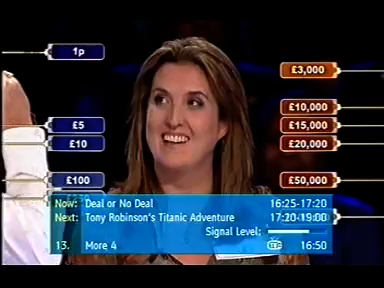 1p
£3,000
£10,000
£5
£15,000
£10
£20,000
£100
£50,000
Now: Deal or No Deal 16:25-17:20
Next: Tony Robinson's Titanic Adventure 17:20-19:00
Signal Level:
13. More 4 16:50